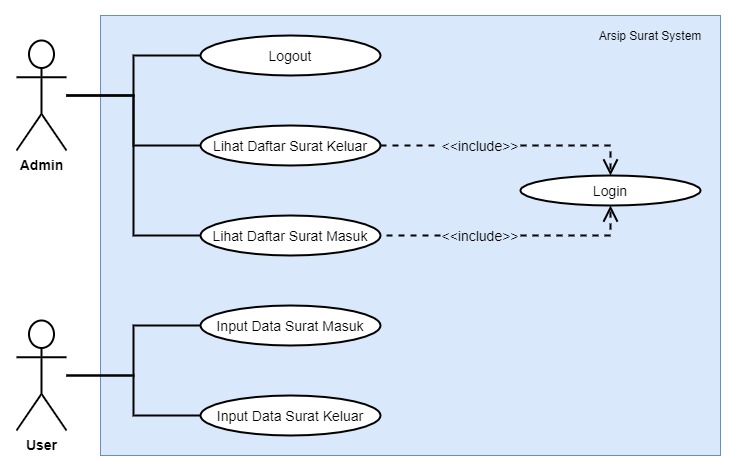 Arsip Surat System
Logout
Admin
Lihat Daftar Surat Keluar
<<include>>
Login
Lihat Daftar Surat Masuk
<<include>>
Input Data Surat Masuk
Input Data Surat Keluar
User